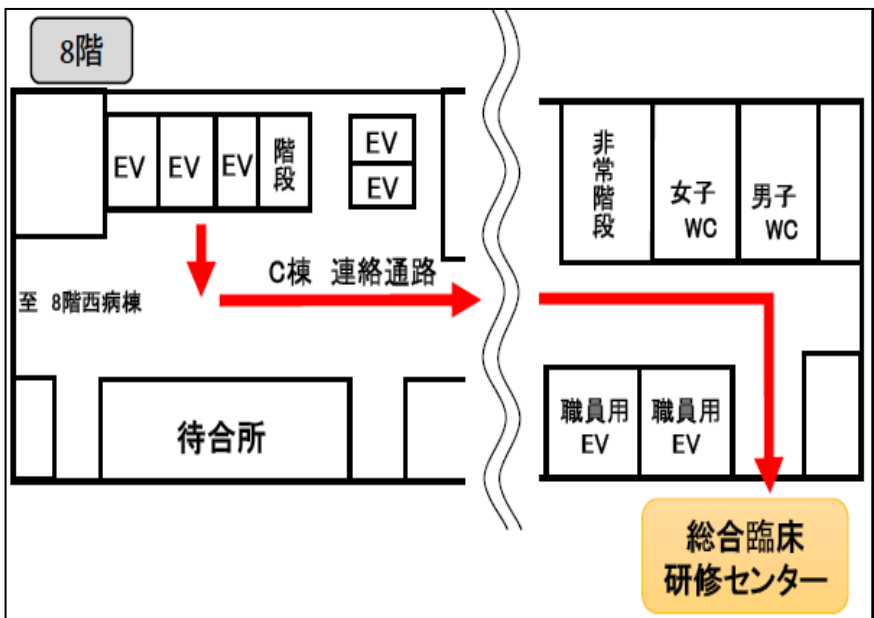 8階
EV
EV
EV
階段
EV
EV
C棟 連絡通路
至 8階西病棟
待合所
非常階段
女子
WC
男子
WC
職員用
EV
職員用
EV
総合臨床
研修センター